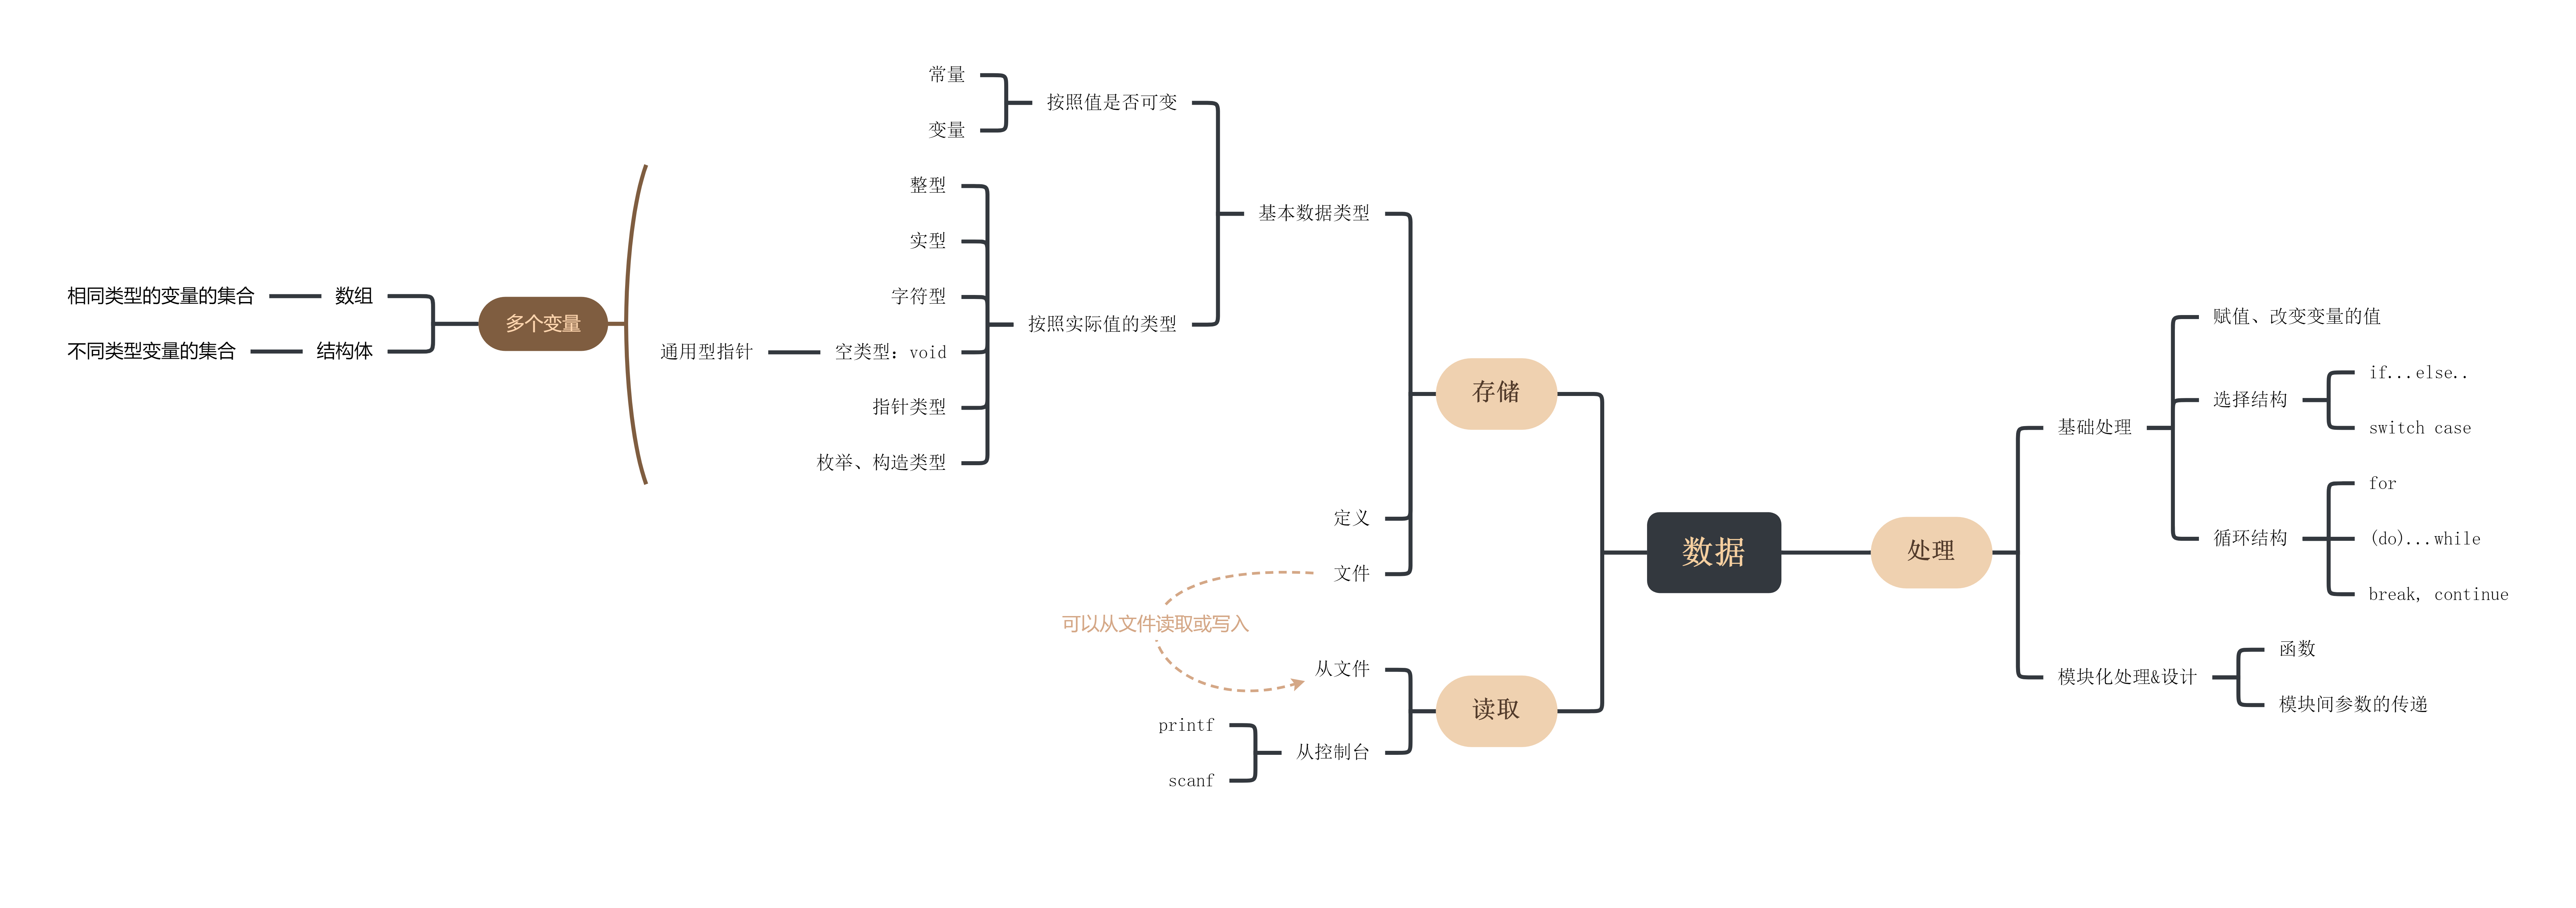 数据
存储
基本数据类型
按照值是否可变
常量
变量
按照实际值的类型
整型
实型
字符型
空类型：void
通用型指针
指针类型
枚举、构造类型
多个变量
数组
相同类型的变量的集合
结构体
不同类型变量的集合
定义
文件
可以从文件读取或写入
读取
从文件
从控制台
printf
scanf
处理
基础处理
赋值、改变变量的值
选择结构
if...else..
switch case
循环结构
for
(do)...while
break, continue
模块化处理&设计
函数
模块间参数的传递